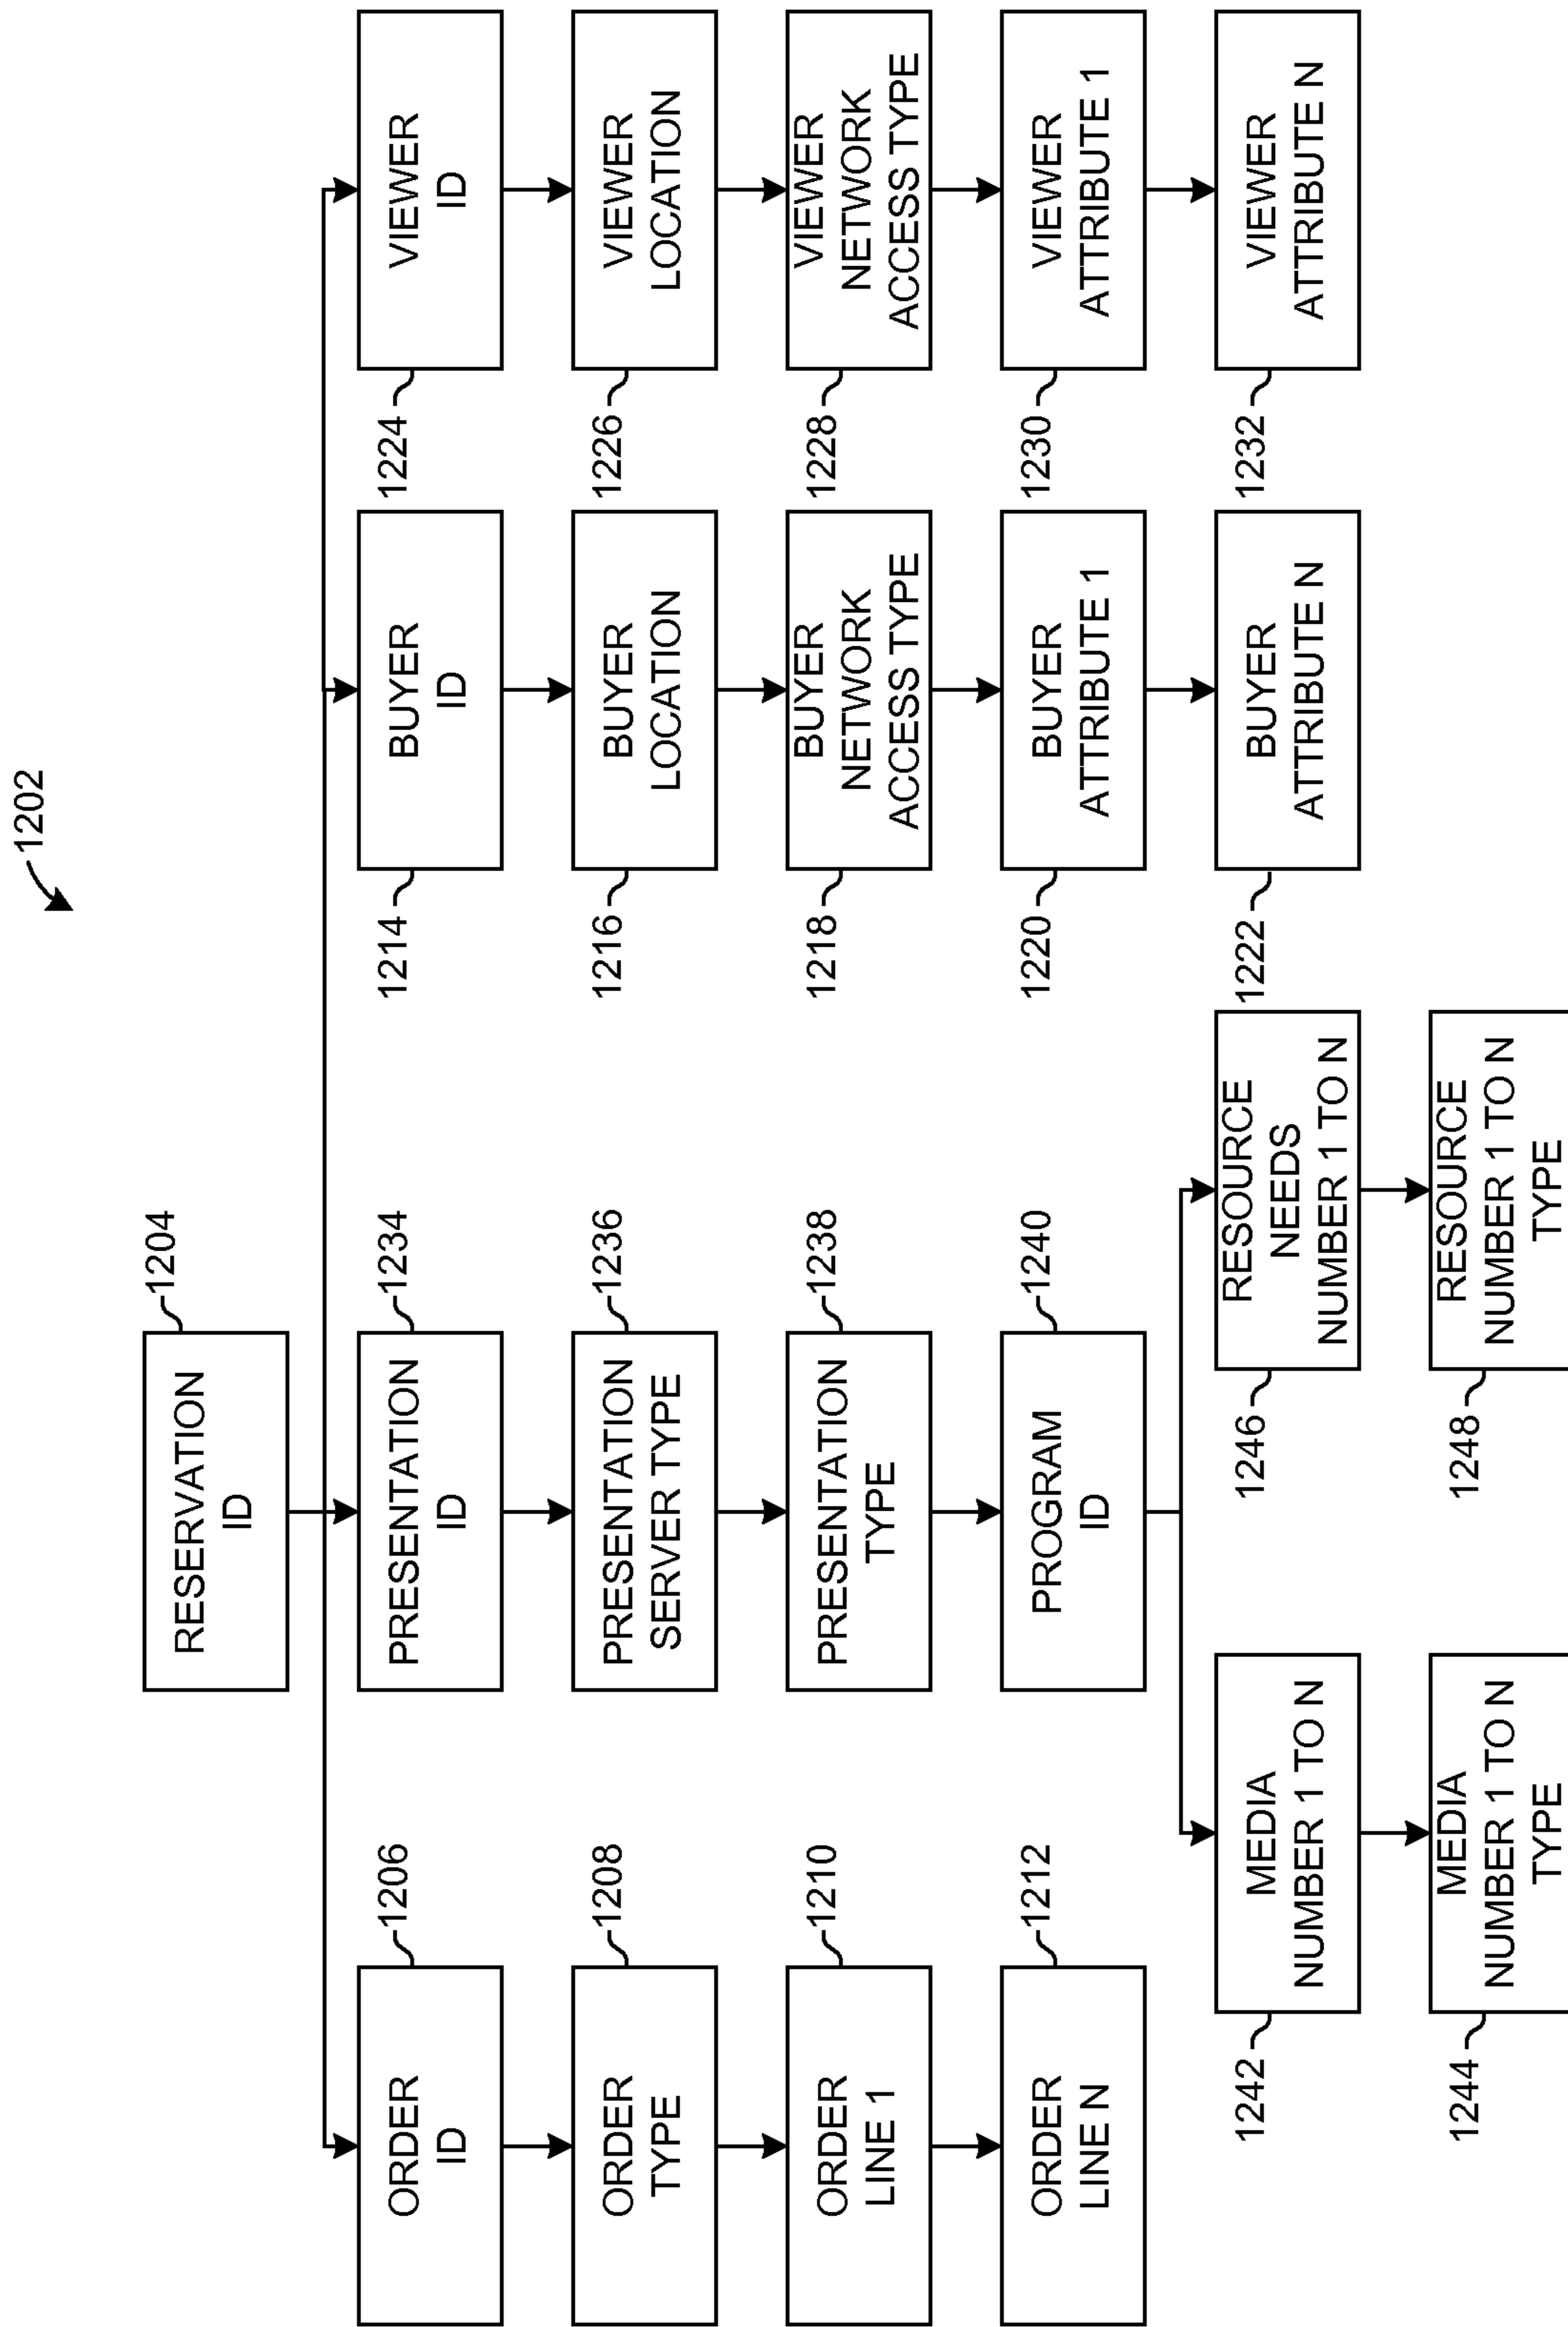 1202
RESERVATION
ID
1204
ORDER
ID
1206
ORDER
TYPE
1208
ORDER
LINE 1
1210
ORDER
LINE N
1212
PRESENTATION
ID
1234
PRESENTATION
SERVER TYPE
1236
PRESENTATION
TYPE
1238
PROGRAM
ID
1240
MEDIA
NUMBER 1 TO N
1242
MEDIA
NUMBER 1 TO N
TYPE
1244
RESOURCE
NEEDS
NUMBER 1 TO N
1246
RESOURCE
NUMBER 1 TO N
TYPE
1248
BUYER
ID
1214
BUYER
LOCATION
1216
BUYER
NETWORK
ACCESS TYPE
1218
BUYER
ATTRIBUTE 1
1220
BUYER
ATTRIBUTE N
1222
VIEWER
ID
1224
VIEWER
LOCATION
1226
VIEWER
NETWORK
ACCESS TYPE
1228
VIEWER
ATTRIBUTE 1
1230
VIEWER
ATTRIBUTE N
1232